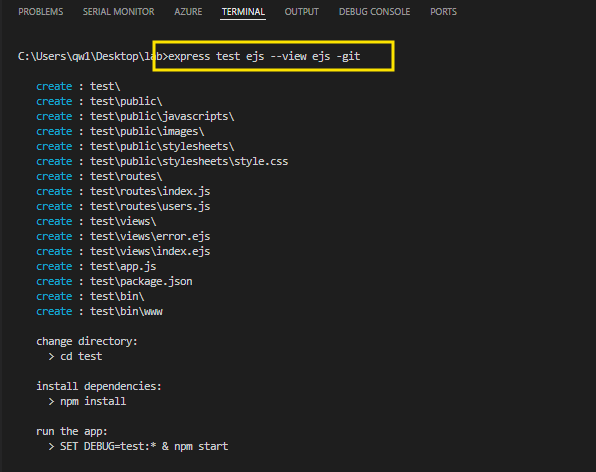 PROBLEMS SERIAL MONITOR AZURE TERMINAL OUTPUT DEBUG CONSOLE PORTS
C:\Users\qwl\Desktop\lab>express test ejs --view ejs -git
create : test\
create : test\public\
create : test\public\javascripts\
create : test\public\images\
create : test\public\stylesheets\
create : test\public\stylesheets\style.css
create : test\routes\
create : test\routes\index.js
create : test\routes\users.js
create : test\views\
create : test\views\error.ejs
create : test\views\index.ejs
create : test\app.js
create : test\package.json
create : test\bin\
create : test\bin\www
change directory:
> cd test
install dependencies:
> npm install
run the app:
> SET DEBUG=test:* & npm start